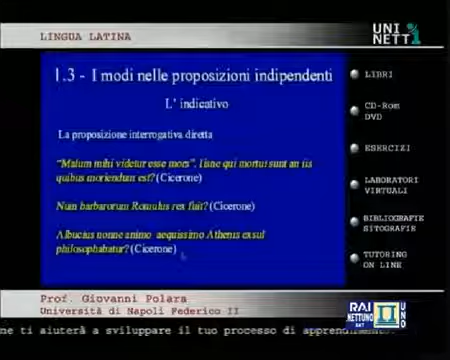 LINGUA LATINA
UNI
NETT
1.3 - I modi nelle proposizioni indipendenti
L' indicativo
La proposizione interrogativa diretta
"Malum mihi videtur esse mors". Iisne qui mortui sunt an iis
quibus moriendum est? (Cicerone)
Num barbarorum Romulus rex fuit? (Cicerone)
Albucius nonne animo aequissimo Athenis exsul
philosophabatur? (Cicerone)
LIBRI
CD-Rom
DVD
ESERCIZI
LABORATORI
VIRTUALI
BIBLIOGRAFIE
SITOGRAFIE
TUTORING
ON LINE
Prof. Giovanni Polara
Università di Napoli Federico II
RAI
NETTUNO
SAT
UNO
me ti aiuterà a sviluppare il tuo processo di apprendimento.